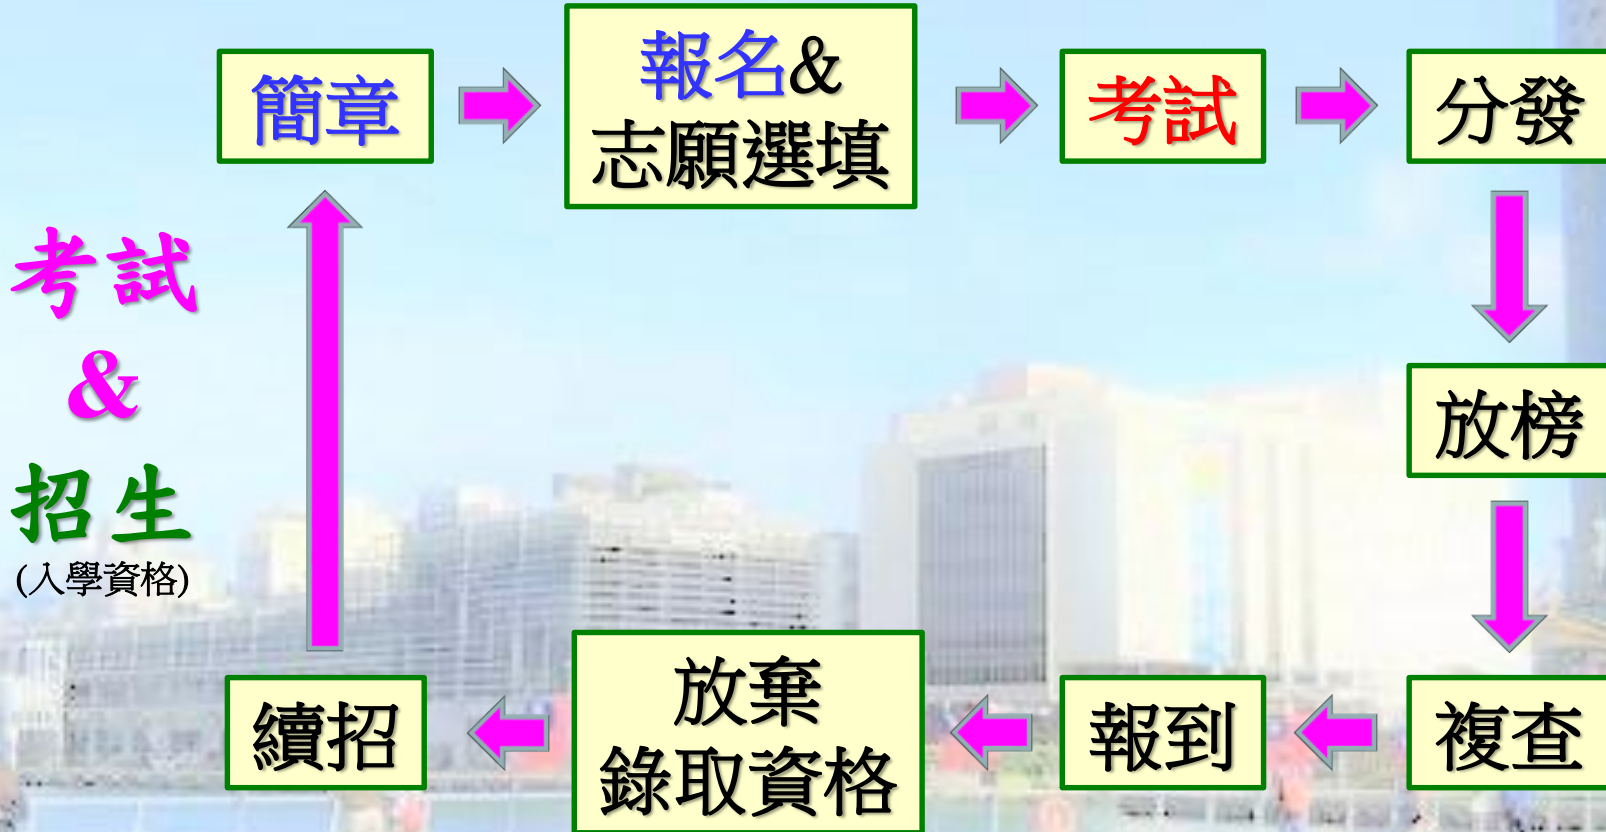 簡章
報名&
志願選填
考試
分發
考試
&
招生
(入學資格)
放榜
續招
放棄
錄取資格
報到
複查